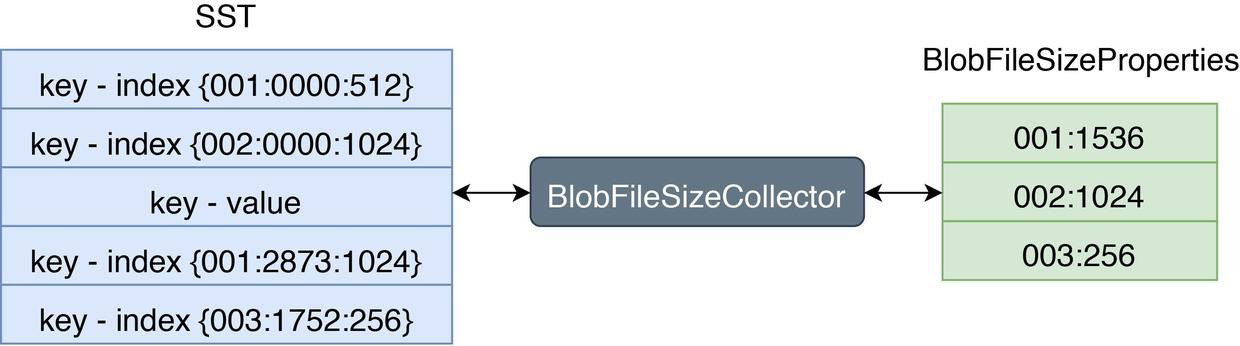 SST
key - index {001:0000:512}
key - index {002:0000:1024}
key - value
key - index {001:2873:1024}
key - index {003:1752:256}
BlobFileSizeCollector
BlobFileSizeProperties
001:1536
002:1024
003:256